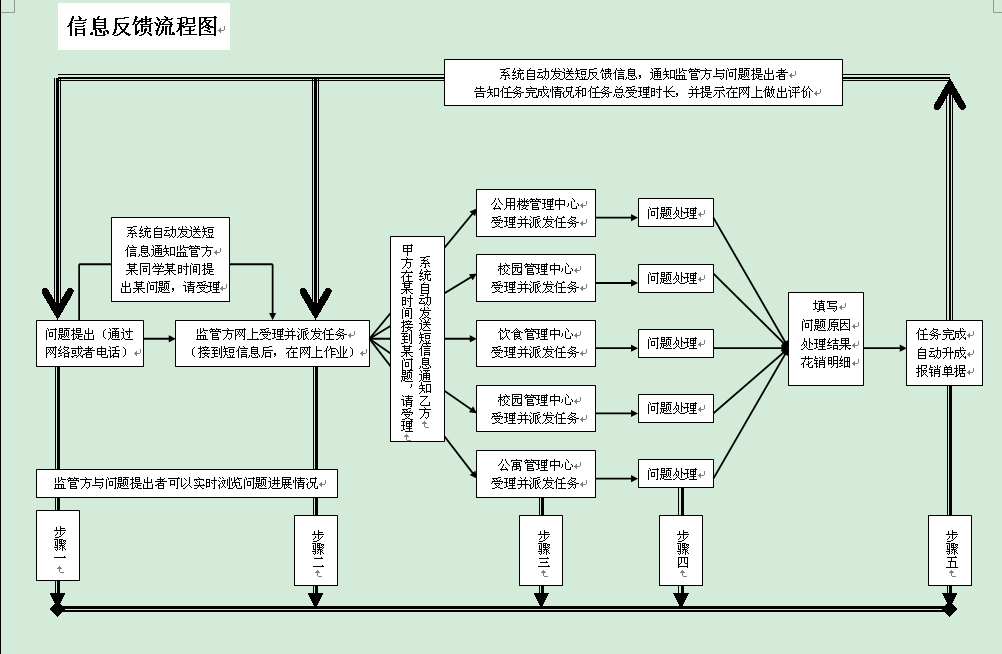 信息反馈流程图
系统自动发送短反馈信息，通知监管方与问题提出者
告知任务完成情况和任务总受理时长，并提示在网上做出评价
系统自动发送短
信息通知监管方
某同学某时间提
出某问题，请受理
问题提出（通过
网络或者电话）
监管方网上受理并派发任务
（接到短信息后，在网上作业）
系统自动发送短信息通知乙方
甲方在某时间接到某问题，请受理
公用楼管理中心
受理并派发任务
校园管理中心
受理并派发任务
饮食管理中心
受理并派发任务
校园管理中心
受理并派发任务
公寓管理中心
受理并派发任务
问题处理
问题处理
问题处理
问题处理
问题处理
填写
问题原因
处理结果
花销明细
任务完成
自动升成
报销单据
监管方与问题提出者可以实时浏览问题进展情况
步骤一
步骤二
步骤三
步骤四
步骤五